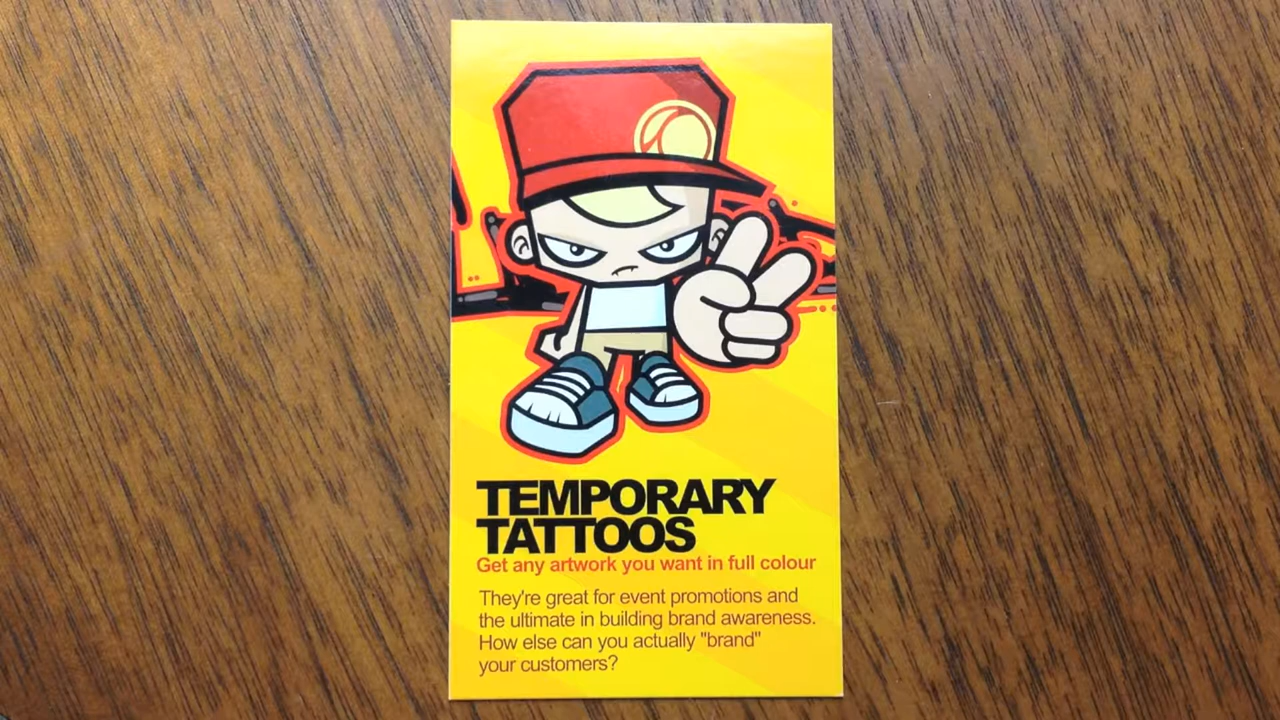 TEMPORARY
TATTOOS
Get any artwork you want in full colour
They're great for event promotions and
the ultimate in building brand awareness.
How else can you actually "brand"
your customers?